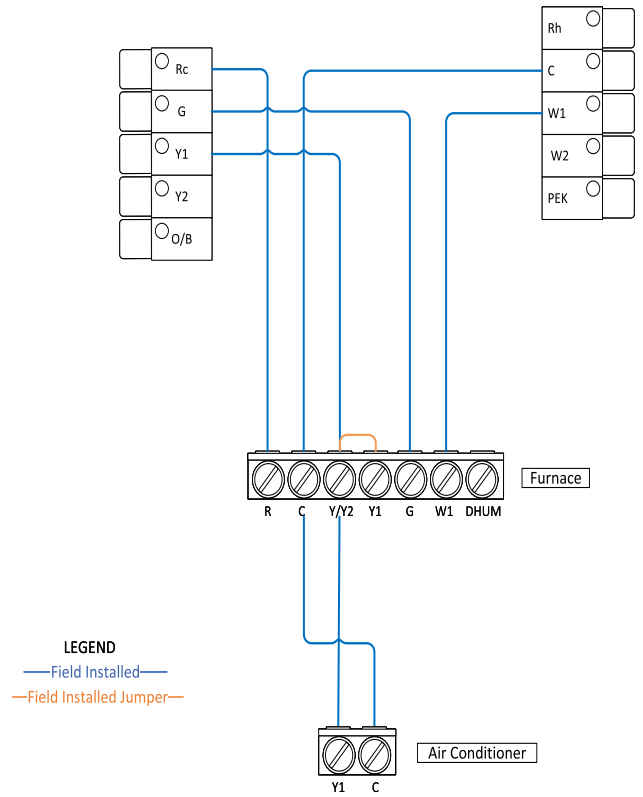 Rc
G
Y1
Y2
O/B
Rh
C
W1
W2
PEK
Furnace
R C Y/Y2 Y1 G W1 DHUM
LEGEND
Field Installed
Field Installed Jumper
Air Conditioner
Y1 C